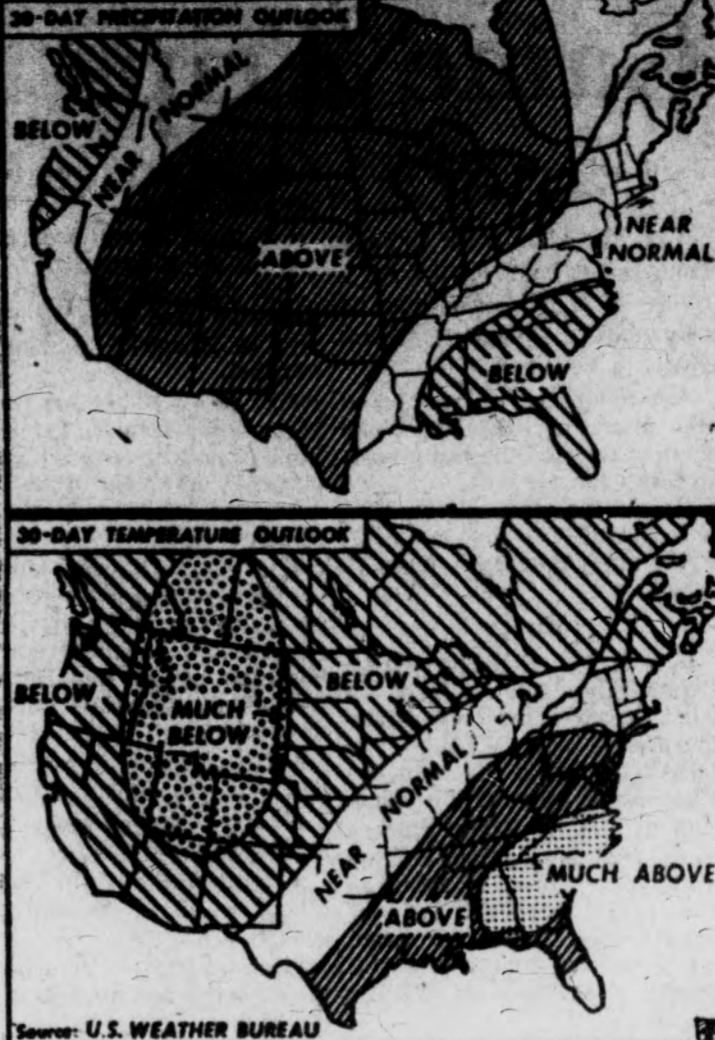 30-DAY PRECIPITATION OUTLOOK
BELOW
NEAR NORMAL
ABOVE
NEAR
NORMAL
BELOW
30-DAY TEMPERATURE OUTLOOK
BELOW
MUCH
BELOW
BELOW
NEAR NORMAL
MUCH ABOVE
ABOVE
Source: U.S. WEATHER BUREAU